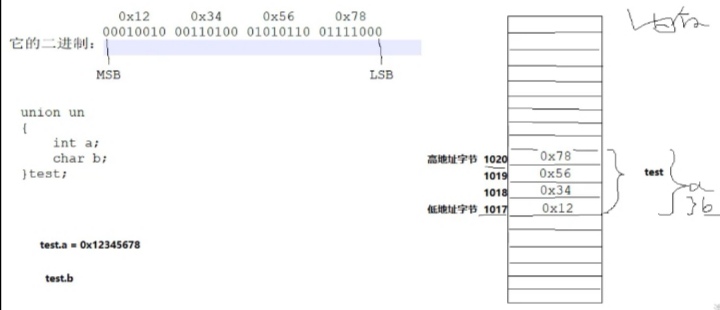 0x12 0x34 0x56 0x78
它的二进制：00010010 00110100 01010110 01111000
MSB LSB
union un
{
int a;
char b;
}test;
test.a = 0x12345678
test.b
高地址字节 1020 0x78
1019 0x56
1018 0x34
低地址字节 1017 0x12
test
a
b